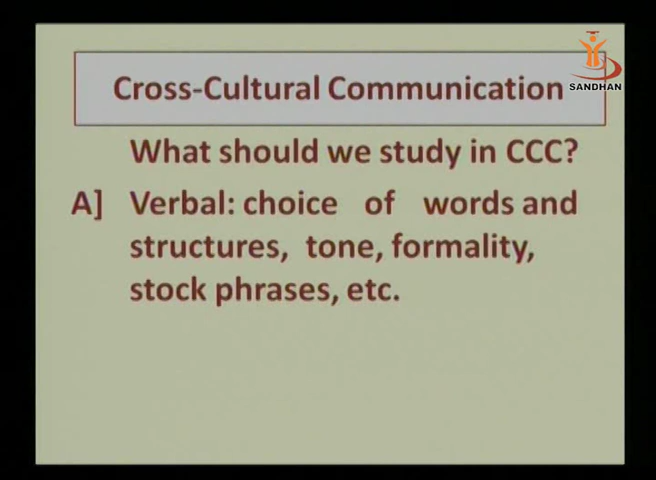 SANDHAN
Cross-Cultural Communication
What should we study in CCC?
A] Verbal: choice of words and
structures, tone, formality,
stock phrases, etc.